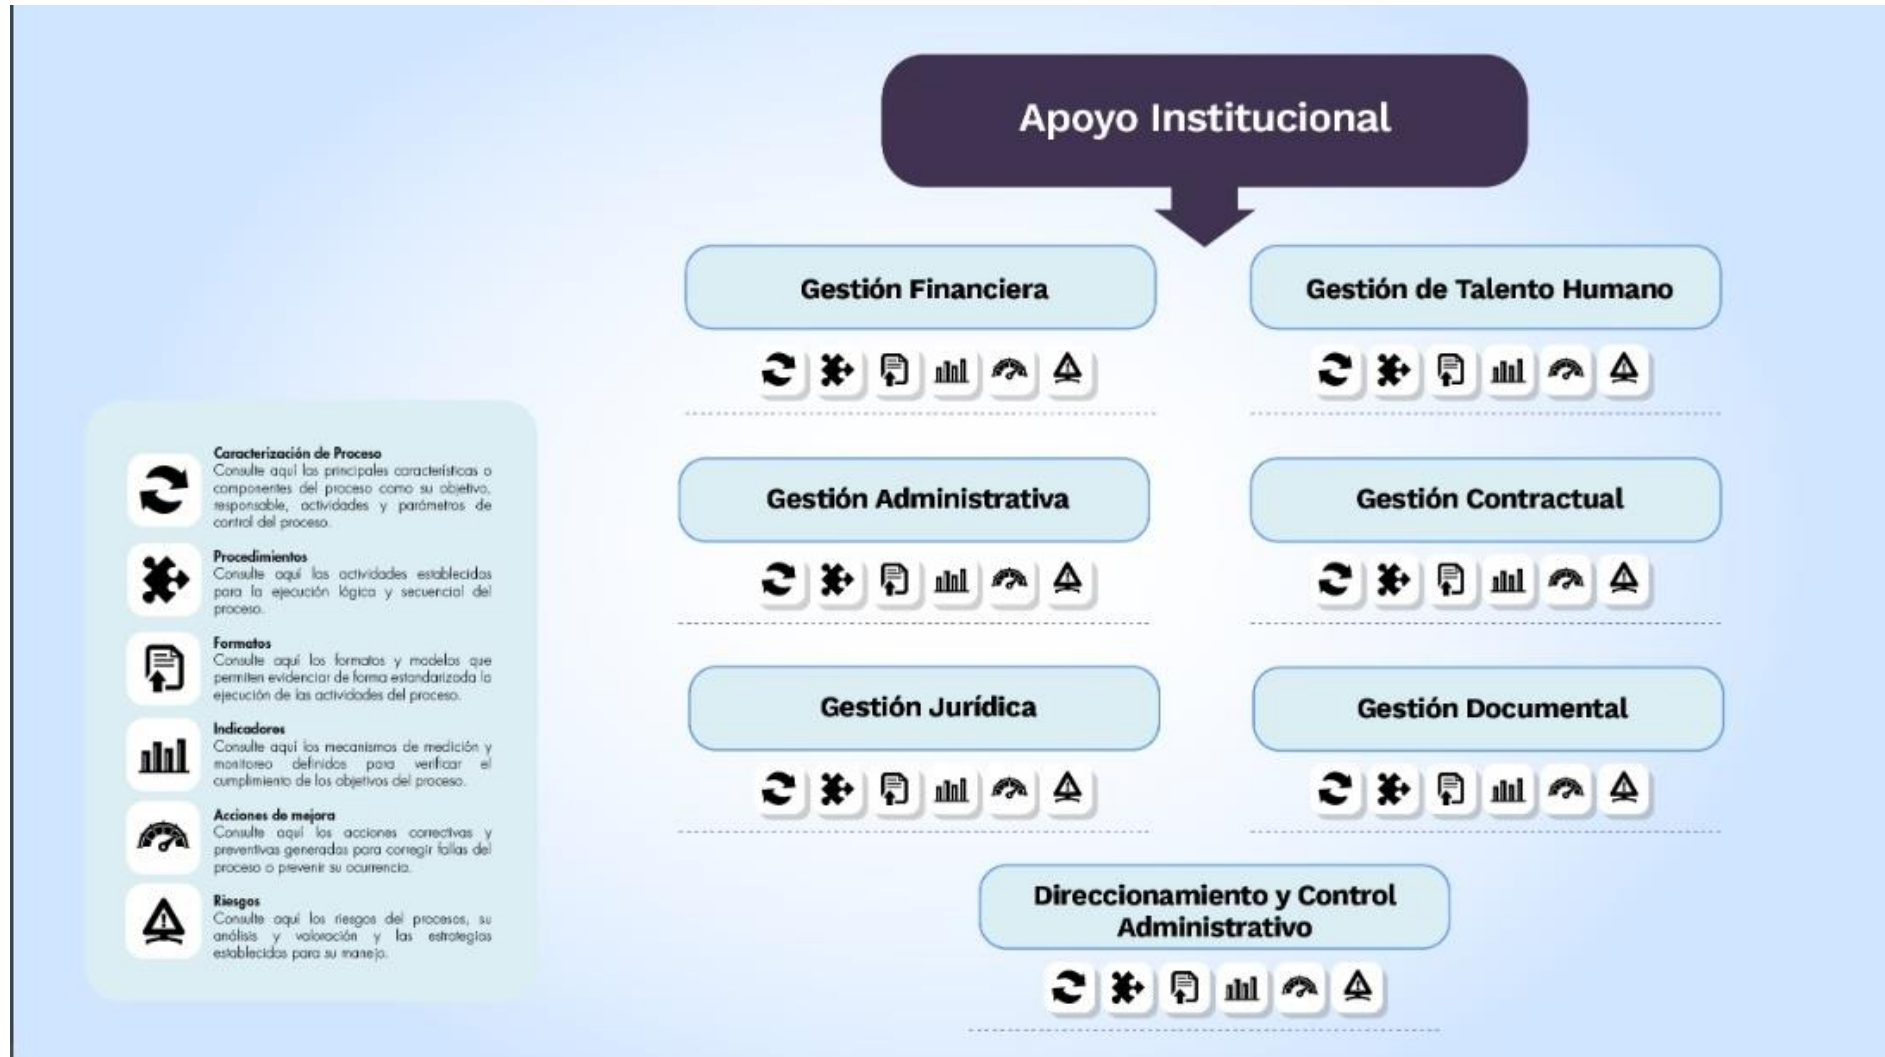 Apoyo Institucional
Gestión Financiera
Gestión de Talento Humano
Gestión Administrativa
Gestión Contractual
Gestión Jurídica
Gestión Documental
Direccionamiento y Control
Administrativo
Caracterización de Proceso
Consulte aquí las principales características o
componentes del proceso como su objetivo,
responsable, actividades y parámetros de
control del proceso.
Procedimientos
Consulte aquí las actividades establecidas
para la ejecución lógica y secuencial del
proceso.
Formatos
Consulte aquí los formatos y modelos que
permiten evidenciar de forma estandarizada la
ejecución de las actividades del proceso.
Indicadores
Consulte aquí los mecanismos de medición y
monitoreo definidos para verificar el
cumplimiento de los objetivos del proceso.
Acciones de mejora
Consulte aquí las acciones correctivas y
preventivas generadas para corregir fallas del
proceso o prevenir su ocurrencia.
Riesgos
Consulte aquí los riesgos del procesos, su
análisis y valoración y las estrategias
establecidas para su manejo.